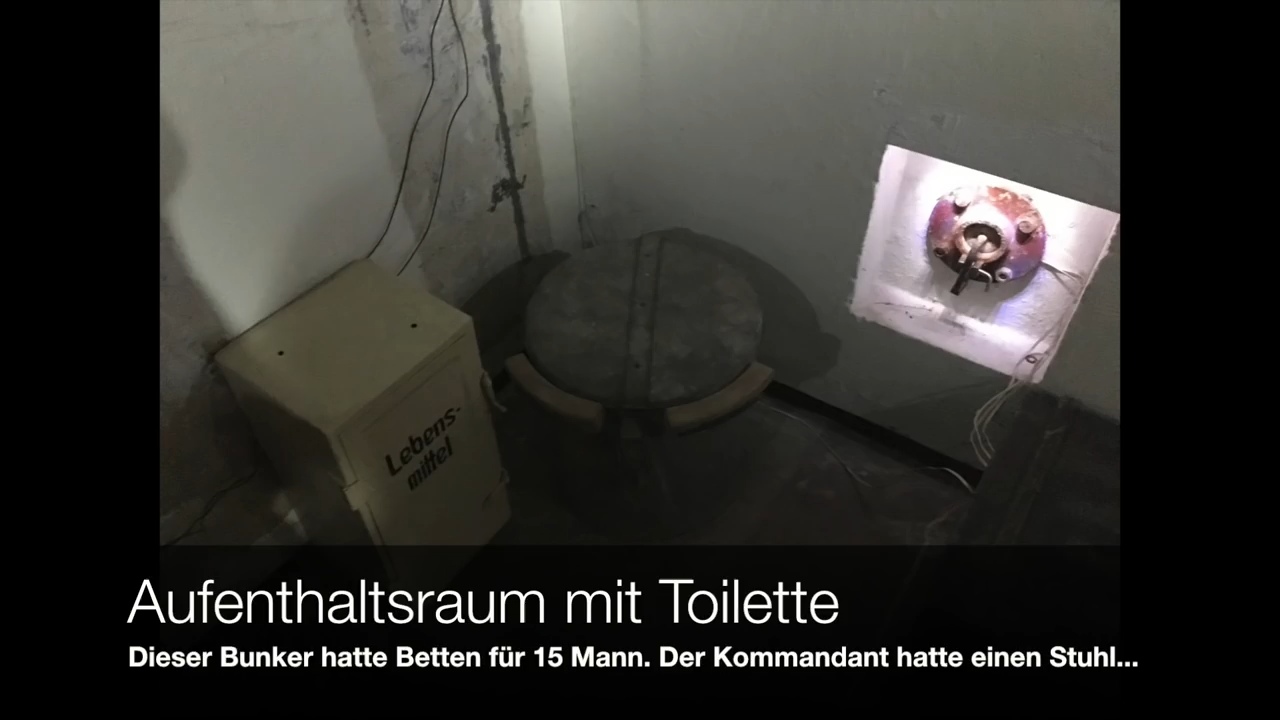 Lebens-
mittel
Aufenthaltsraum mit Toilette
Dieser Bunker hatte Betten für 15 Mann. Der Kommandant hatte einen Stuhl...